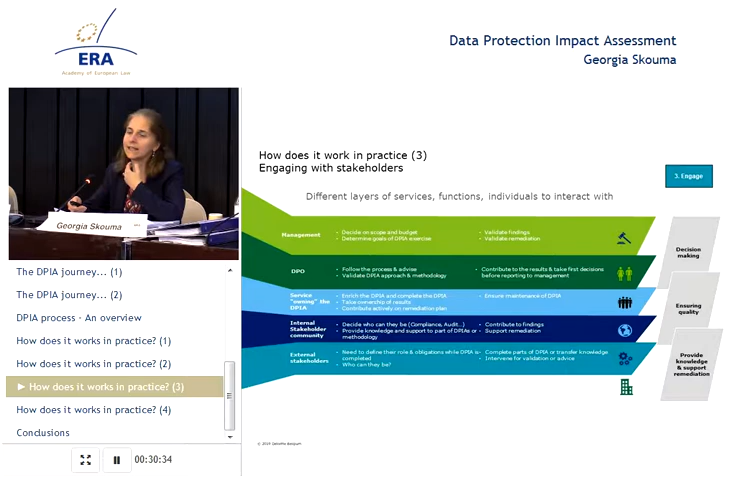 ERA
Academy of European Law
Data Protection Impact Assessment
Georgia Skouma
Georgia Skouma
The DPIA journey... (1)
The DPIA journey... (2)
DPIA process - An overview
How does it works in practice? (1)
How does it works in practice? (2)
► How does it works in practice? (3)
How does it works in practice? (4)
Conclusions
00:30:34
How does it work in practice (3)
Engaging with stakeholders
3. Engage
Different layers of services, functions, individuals to interact with
Management
- Decide on scope and budget
- Determine goals of DPIA exercise
- Validate findings
- Validate remediation
DPO
- Follow the process & advise
- Validate DPIA approach & methodology
- Contribute to the results & take first decisions
before reporting to management
Service
"owning" the
DPIA
- Enrich the DPIA and complete the DPIA
- Take ownership of results
- Contribute actively on remediation plan
- Ensure maintenance of DPIA
Internal
Stakeholder
community
- Decide who can they be (Compliance, Audit...)
- Provide knowledge and support to part of DPIAs or
methodology
- Contribute to findings
- Support remediation
External
stakeholders
- Need to define their role & obligations while DPIA is
completed
- Who can they be?
- Complete parts of DPIA or transfer knowledge
- Intervene for validation or advice
Decision
making
Ensuring
quality
Provide
knowledge
& support
remediation
© 2019 Deloitte Belgium